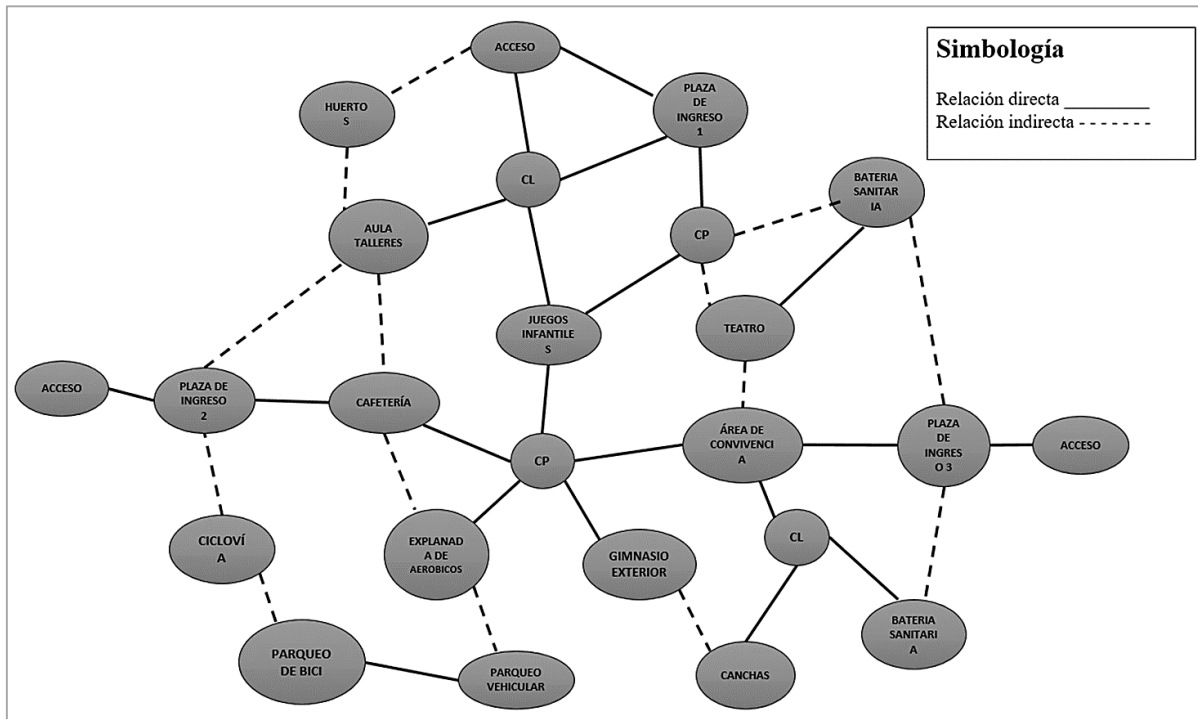 Simbología
Relación directa __________
Relación indirecta - - - - - - -
ACCESO
HUERTO
S
PLAZA
DE
INGRESO
1
CL
BATERIA
SANITAR
IA
AULA
TALLERES
CP
JUEGOS
INFANTILE
S
TEATRO
ACCESO
PLAZA DE
INGRESO
2
CAFETERÍA
CP
ÁREA DE
CONVIVENCI
A
PLAZA
DE
INGRES
O 3
ACCESO
CICLOVÍ
A
EXPLANAD
A DE
AEROBICOS
GIMNASIO
EXTERIOR
CL
PARQUEO
DE BICI
PARQUEO
VEHICULAR
CANCHAS
BATERIA
SANITARI
A